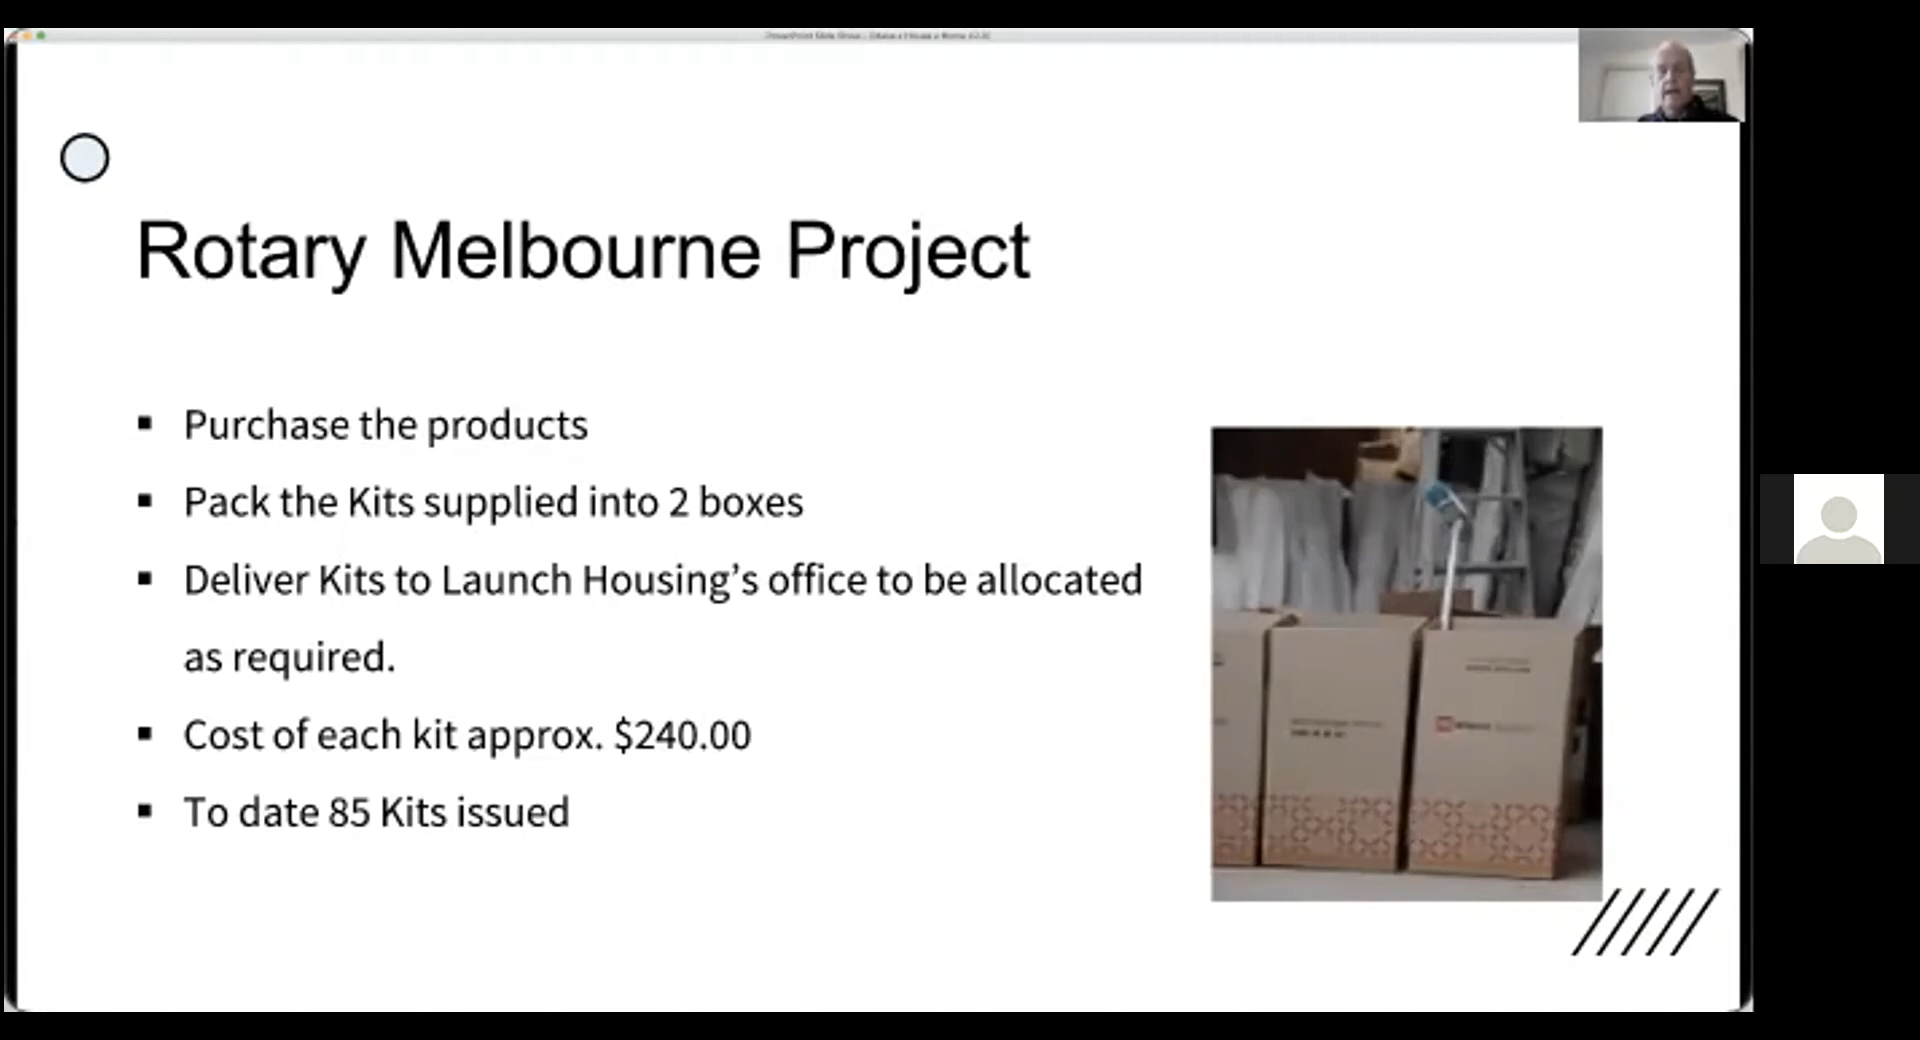 Rotary Melbourne Project
▪ Purchase the products
▪ Pack the Kits supplied into 2 boxes
▪ Deliver Kits to Launch Housing’s office to be allocated
as required.
▪ Cost of each kit approx. $240.00
▪ To date 85 Kits issued